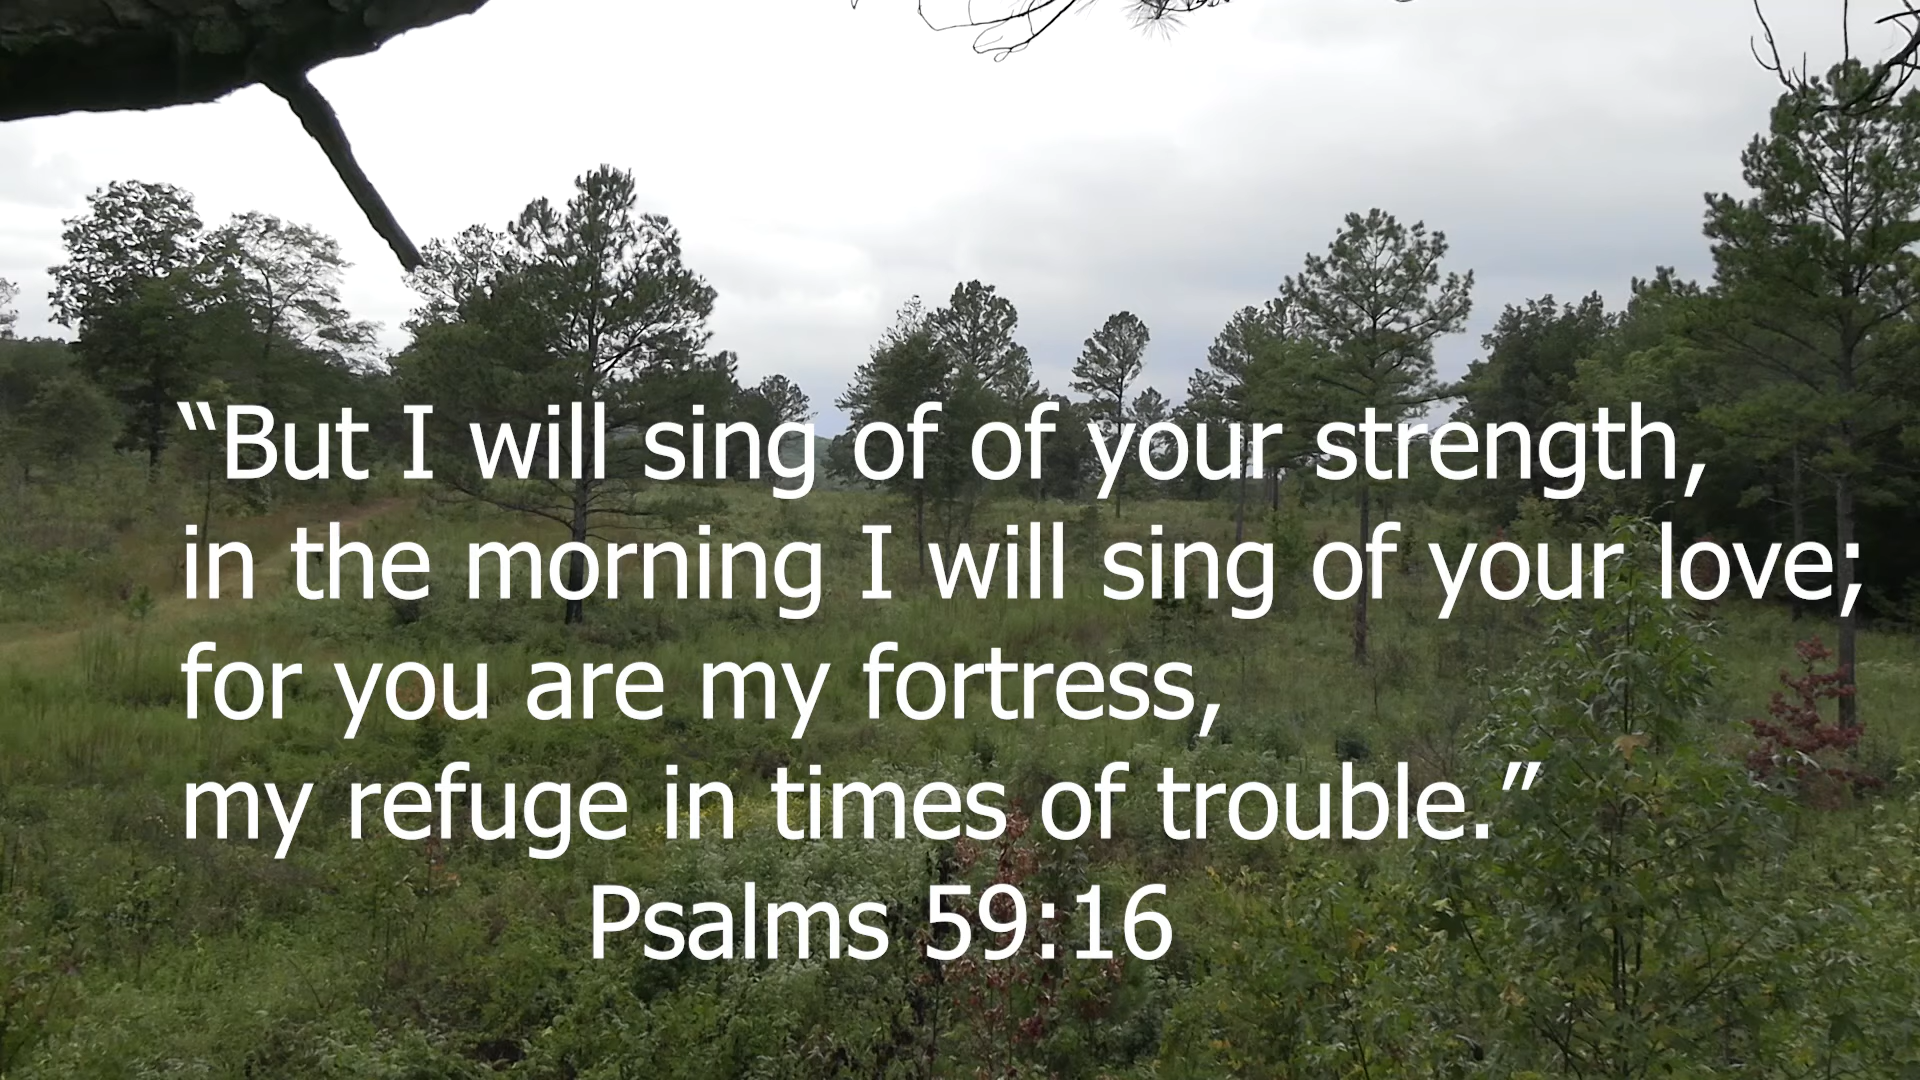 “But I will sing of of your strength,
in the morning I will sing of your love;
for you are my fortress,
my refuge in times of trouble.”
Psalms 59:16